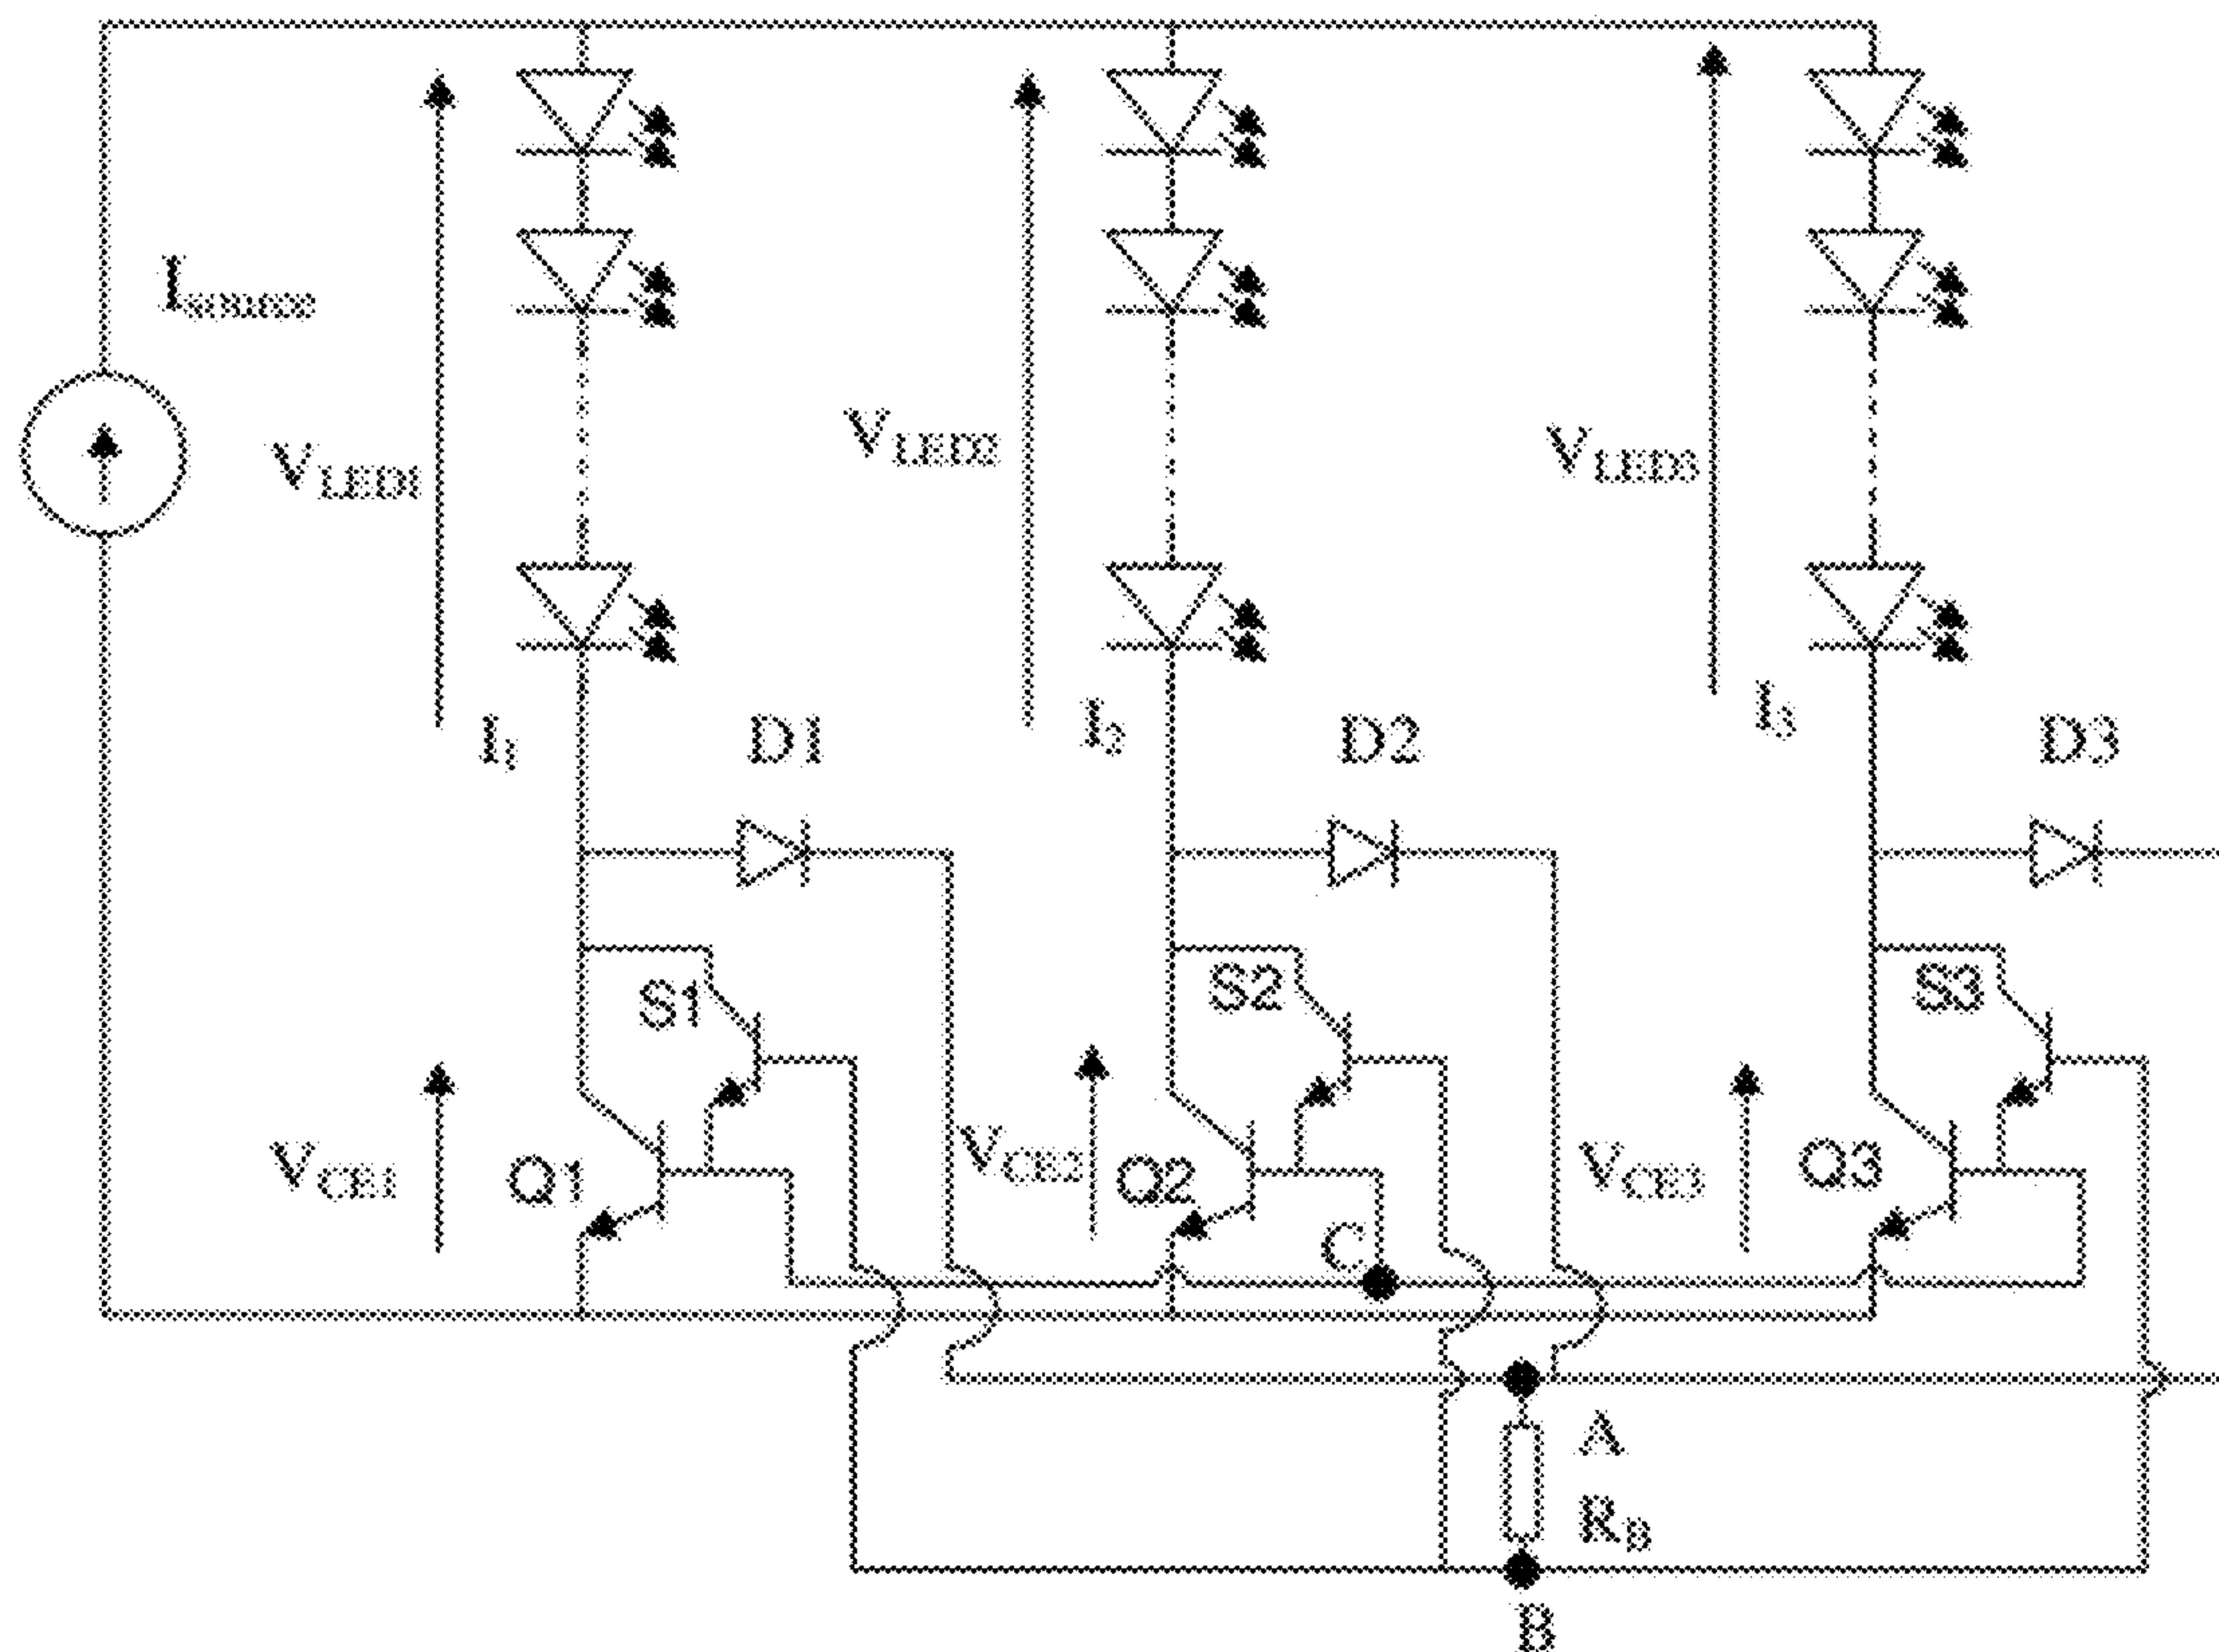 Isource
VLED1
VLED2
VLED3
I1
D1
I2
D2
I3
D3
S1
S2
S3
VCE1
Q1
VCE2
Q2
C
VCE3
Q3
A
RB
B